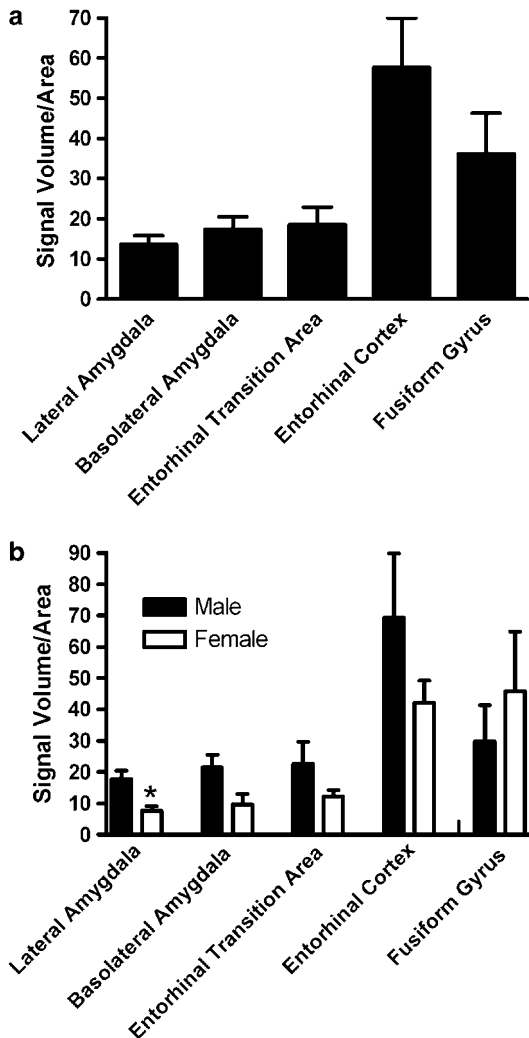 a
Signal Volume/Area
70
60
50
40
30
20
10
0
Lateral Amygdala
Basolateral Amygdala
Entorhinal Transition Area
Entorhinal Cortex
Fusiform Gyrus
b
Signal Volume/Area
90
80
70
60
50
40
30
20
10
0
Male
Female
*
Lateral Amygdala
Basolateral Amygdala
Entorhinal Transition Area
Entorhinal Cortex
Fusiform Gyrus